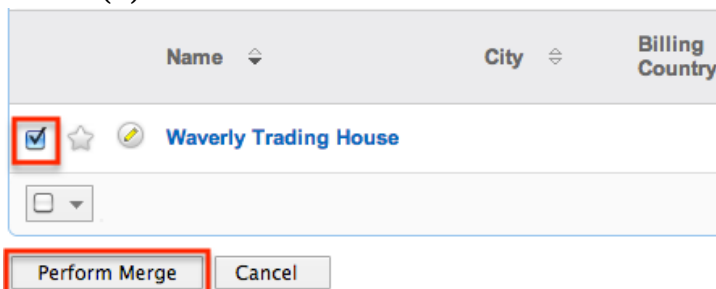 Name
City
Billing
Country
Waverly Trading House
Perform Merge
Cancel